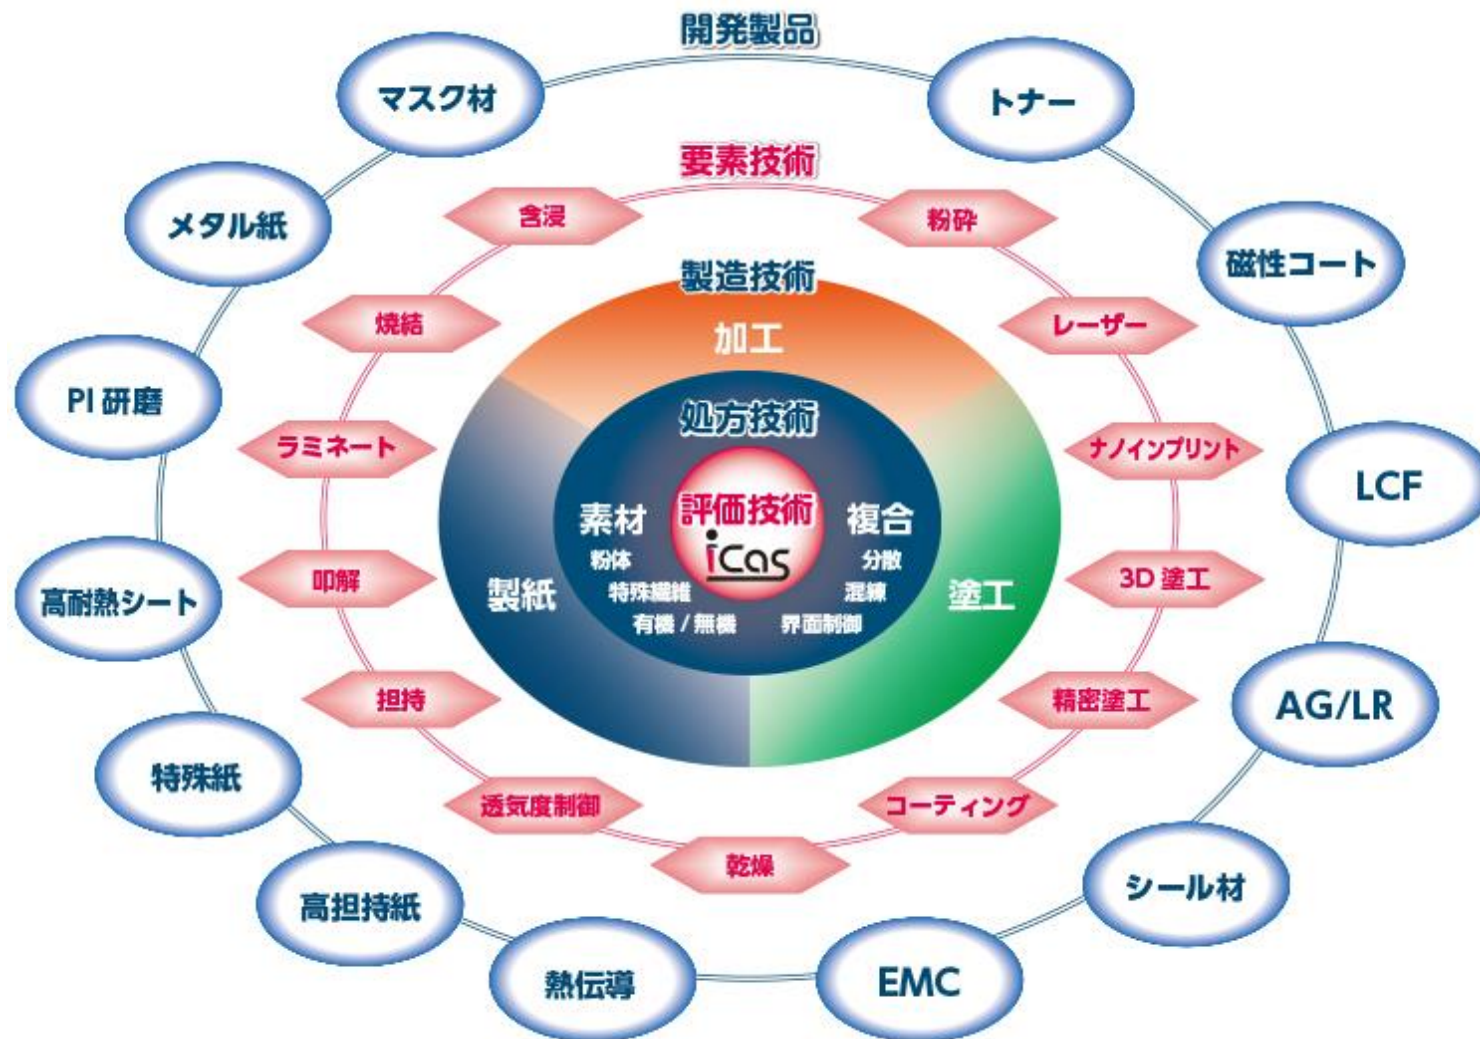 開発製品
マスク材
トナー
要素技術
メタル紙
含浸
粉砕
磁性コート
製造技術
加工
焼結
レーザー
PI 研磨
処方技術
ラミネート
ナノインプリント
LCF
素材
評価技術
複合
iCas
粉体
分散
特殊繊維
混練
有機 / 無機
界面制御
製紙
塗工
叩解
3D 塗工
高耐熱シート
担持
精密塗工
AG/LR
特殊紙
透気度制御
コーティング
乾燥
シール材
高担持紙
熱伝導
EMC